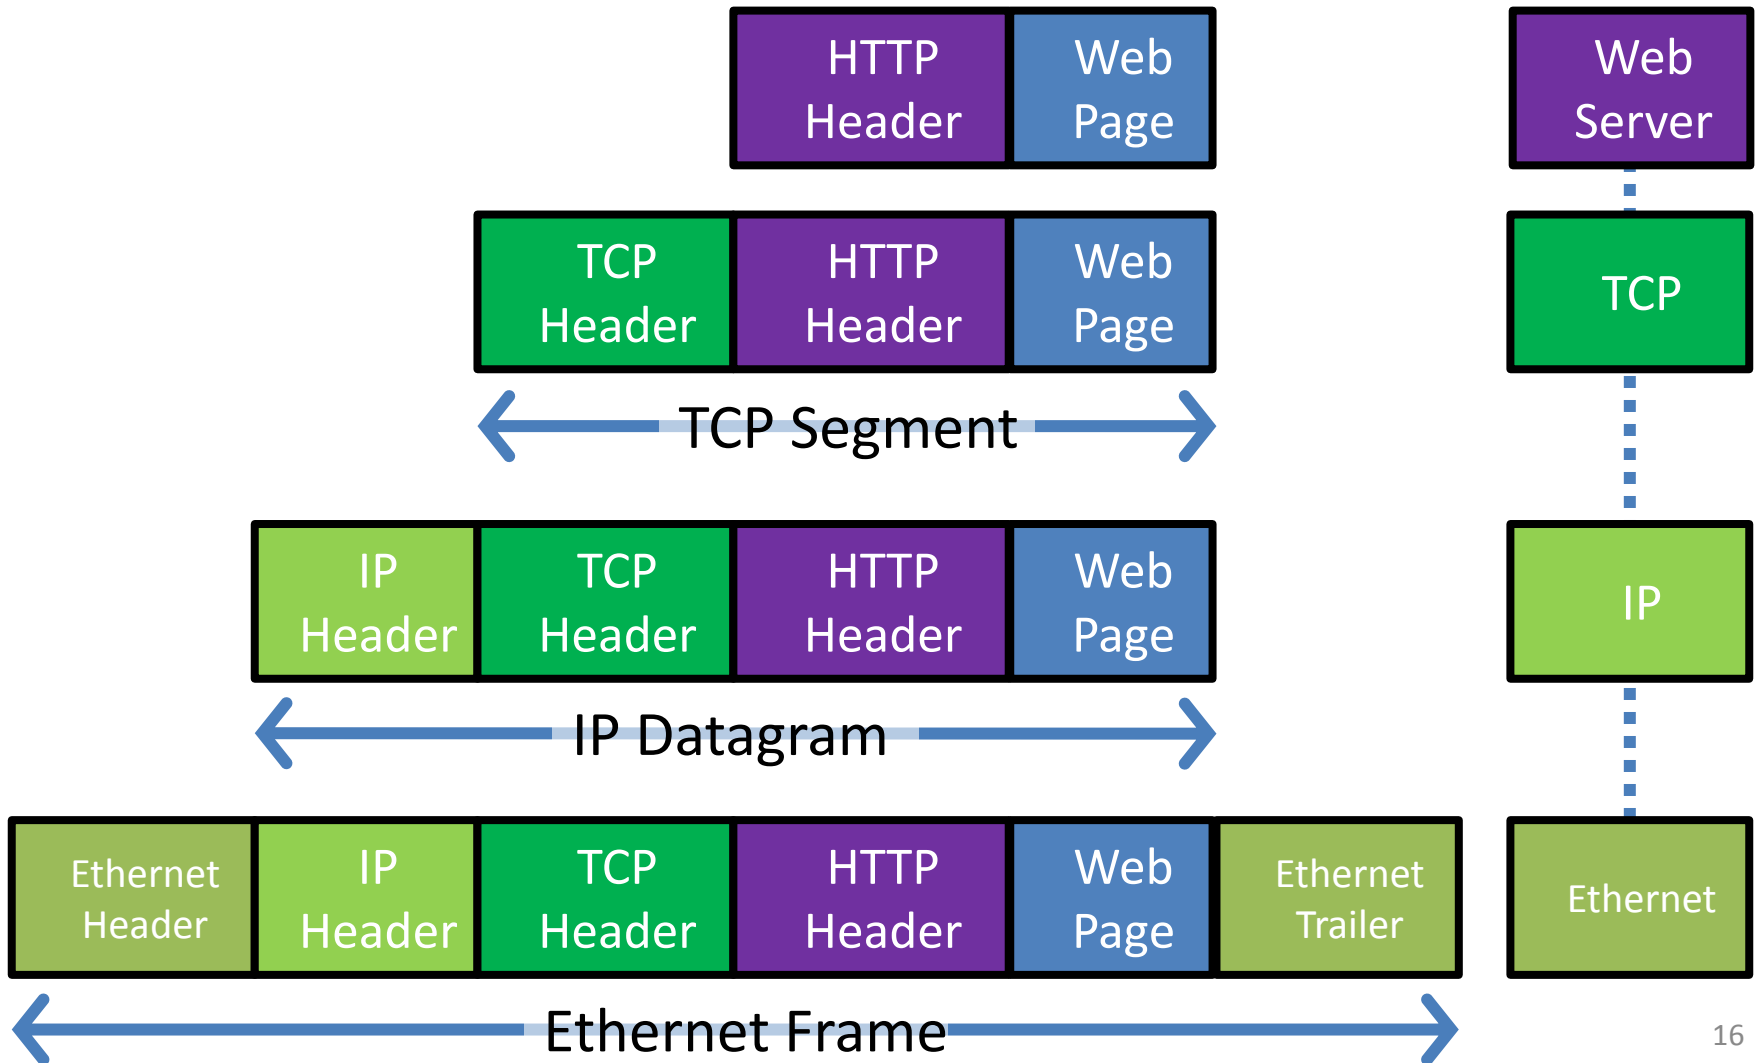 HTTP Header
Web Page
Web Server
TCP Header
HTTP Header
Web Page
TCP
TCP Segment
IP Header
TCP Header
HTTP Header
Web Page
IP
IP Datagram
Ethernet Header
IP Header
TCP Header
HTTP Header
Web Page
Ethernet Trailer
Ethernet
Ethernet Frame
16